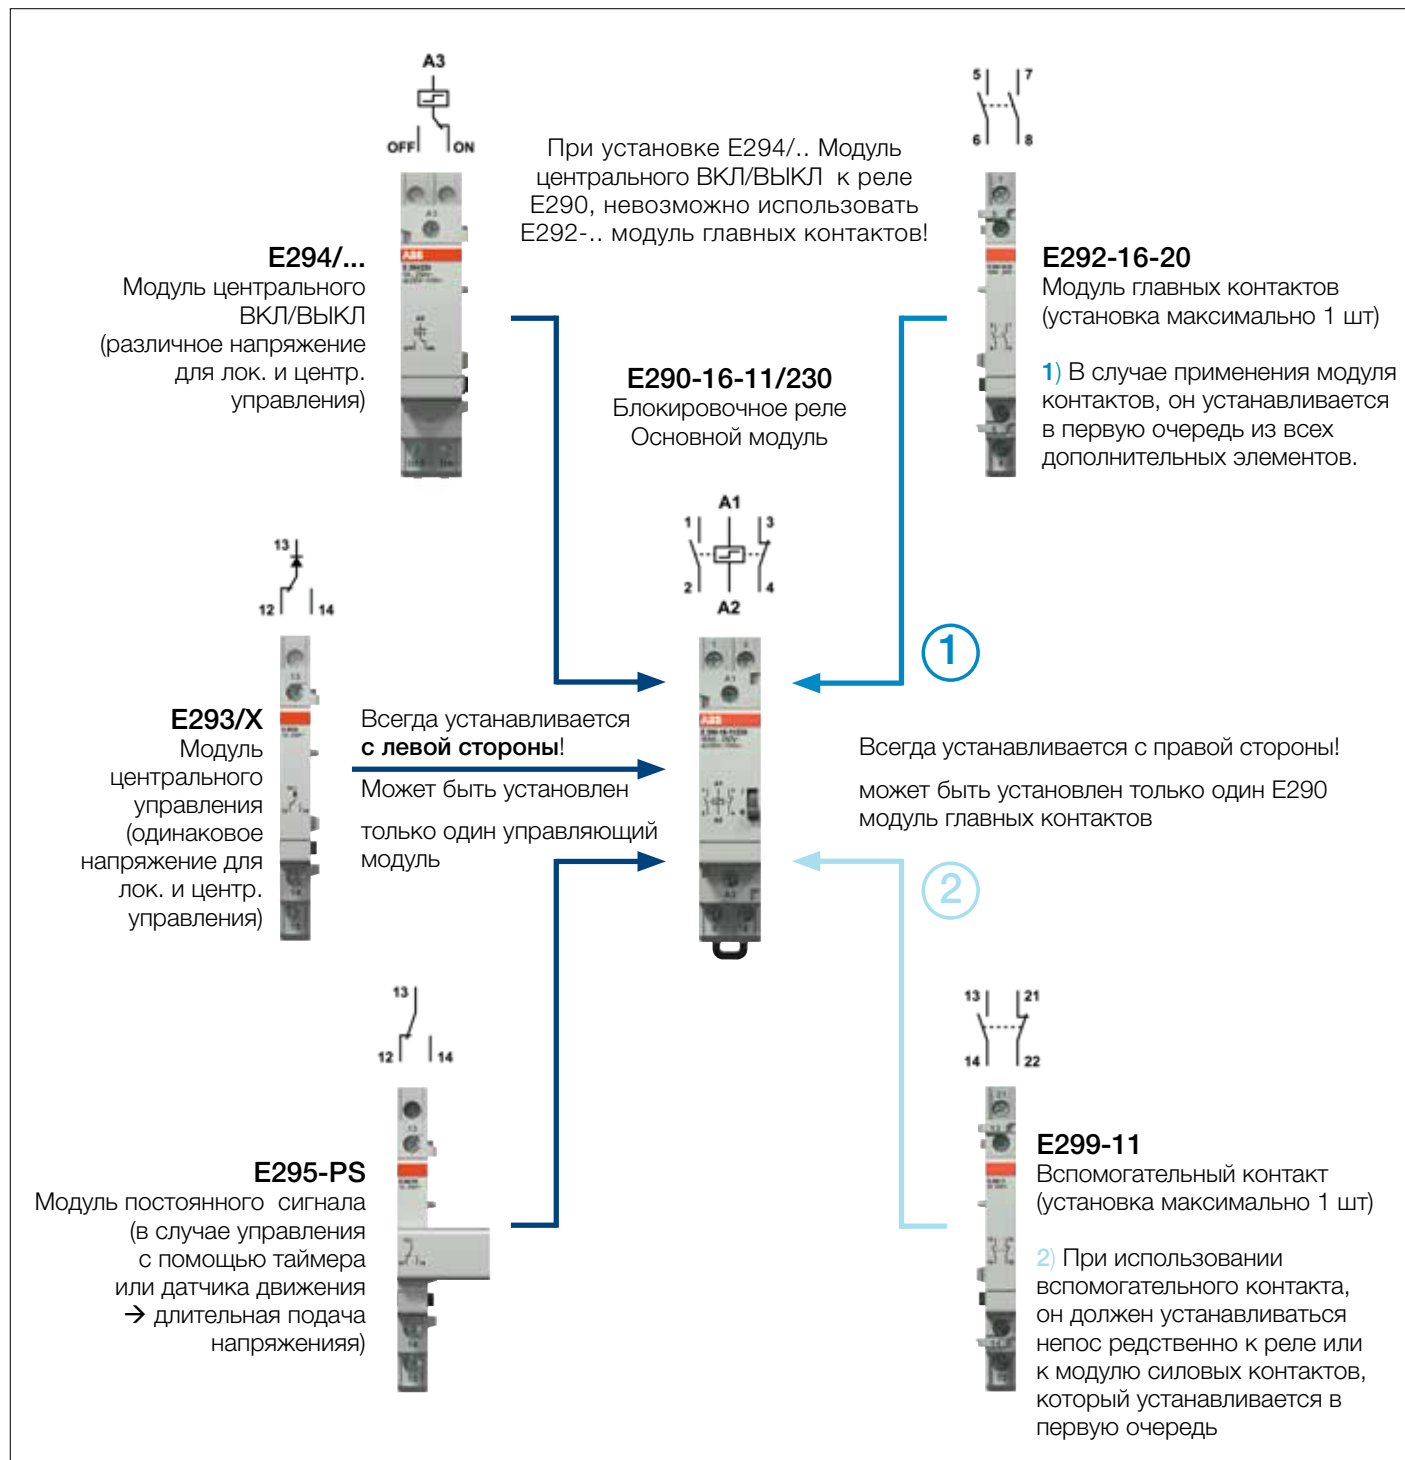 A3
OFF ON
E294/...
Модуль центрального
ВКЛ/ВЫКЛ
(различное напряжение
для лок. и центр.
управления)
При установке E294/.. Модуль
центрального ВКЛ/ВЫКЛ к реле
E290, невозможно использовать
E292-.. модуль главных контактов!
5 7
6 8
E292-16-20
Модуль главных контактов
(установка максимально 1 шт)
1) В случае применения модуля
контактов, он устанавливается
в первую очередь из всех
дополнительных элементов.
E290-16-11/230
Блокировочное реле
Основной модуль
A1
1 3
2 4
A2
1
13
12 14
E293/X
Модуль
центрального
управления
(одинаковое
напряжение для
лок. и центр.
управления)
Всегда устанавливается
с левой стороны!
Может быть установлен
только один управляющий
модуль
Всегда устанавливается с правой стороны!
может быть установлен только один E290
модуль главных контактов
2
13
12 14
E295-PS
Модуль постоянного сигнала
(в случае управления
с помощью таймера
или датчика движения
→ длительная подача
напряженияя)
13 21
14 22
E299-11
Вспомогательный контакт
(установка максимально 1 шт)
2) При использовании
вспомогательного контакта,
он должен устанавливаться
непос редственно к реле или
к модулю силовых контактов,
который устанавливается в
первую очередь
ABB
A3
ABB
A1
A2
13
14